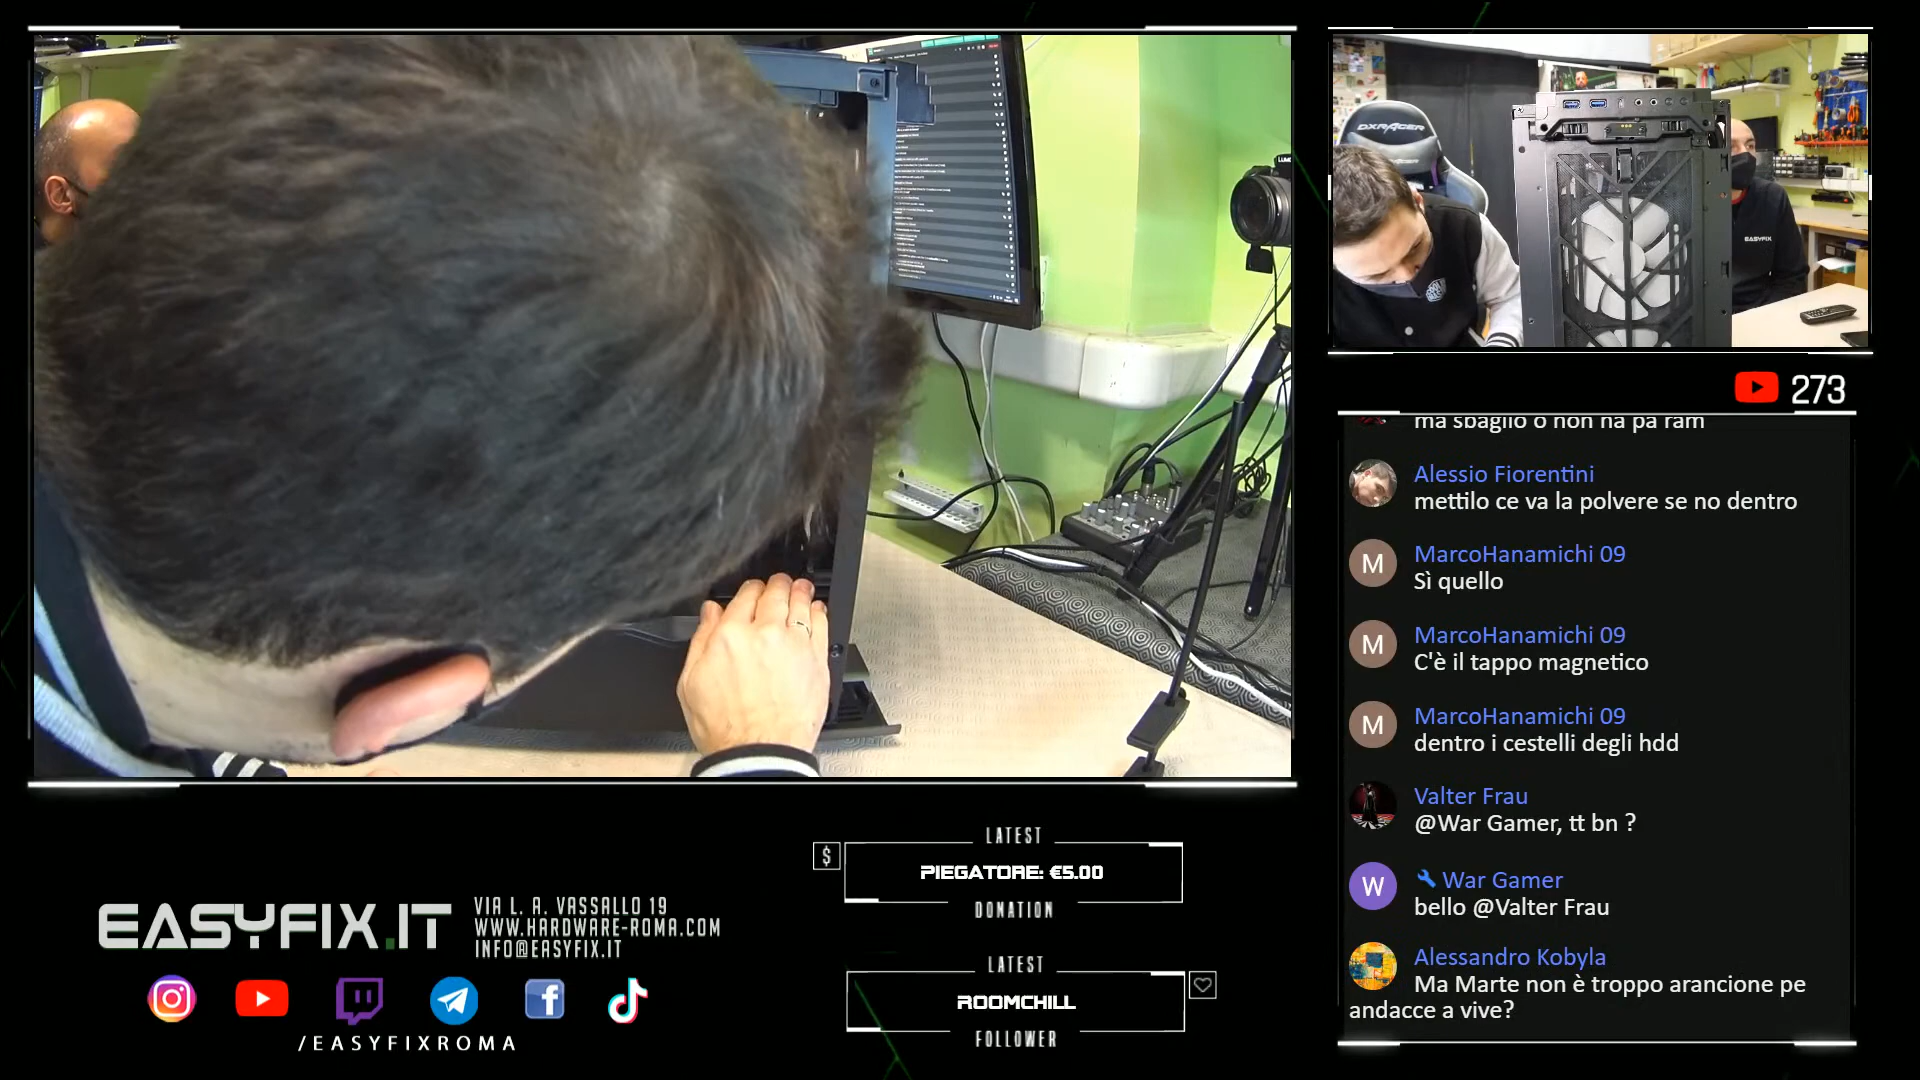 LUMI
DXRACER
EASYFIX
273
ma sbaglio o non ha pa ram
Alessio Fiorentini
mettilo ce va la polvere se no dentro
M
MarcoHanamichi 09
Sì quello
M
MarcoHanamichi 09
C'è il tappo magnetico
M
MarcoHanamichi 09
dentro i cestelli degli hdd
Valter Frau
@War Gamer, tt bn ?
W
War Gamer
bello @Valter Frau
Alessandro Kobyla
Ma Marte non è troppo arancione pe
andacce a vive?
LATEST
$
PIEGATORE: €5.00
DONATION
LATEST
ROOMCHILL
FOLLOWER
EASYFIX.IT
VIA L. A. VASSALLO 19
WWW.HARDWARE-ROMA.COM
INFO@EASYFIX.IT
/EASYFIXROMA